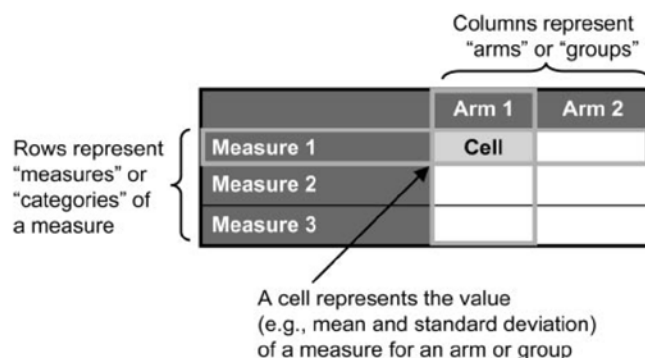 Columns represent
“arms” or “groups”
Arm 1 Arm 2
Rows represent
“measures” or
“categories” of
a measure
Measure 1 Cell
Measure 2
Measure 3
A cell represents the value
(e.g., mean and standard deviation)
of a measure for an arm or group